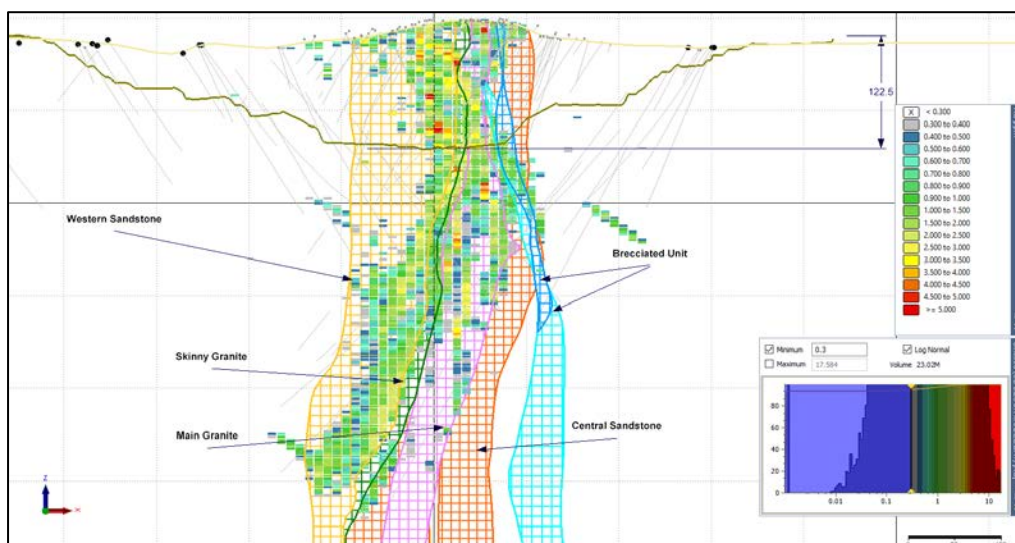 122.5
X < 0.300
0.300 to 0.400
0.400 to 0.500
0.500 to 0.600
0.600 to 0.700
0.700 to 0.800
0.800 to 0.900
0.900 to 1.000
1.000 to 1.500
1.500 to 2.000
2.000 to 2.500
2.500 to 3.000
3.000 to 3.500
3.500 to 4.000
4.000 to 4.500
4.500 to 5.000
>= 5.000
Western Sandstone
Brecciated Unit
Skinny Granite
Main Granite
Central Sandstone
Minimum 0.3 Log Normal
Maximum 17.584 Volume 23.02M
80
60
40
20
0
0.01 0.1 1 10
Z
X